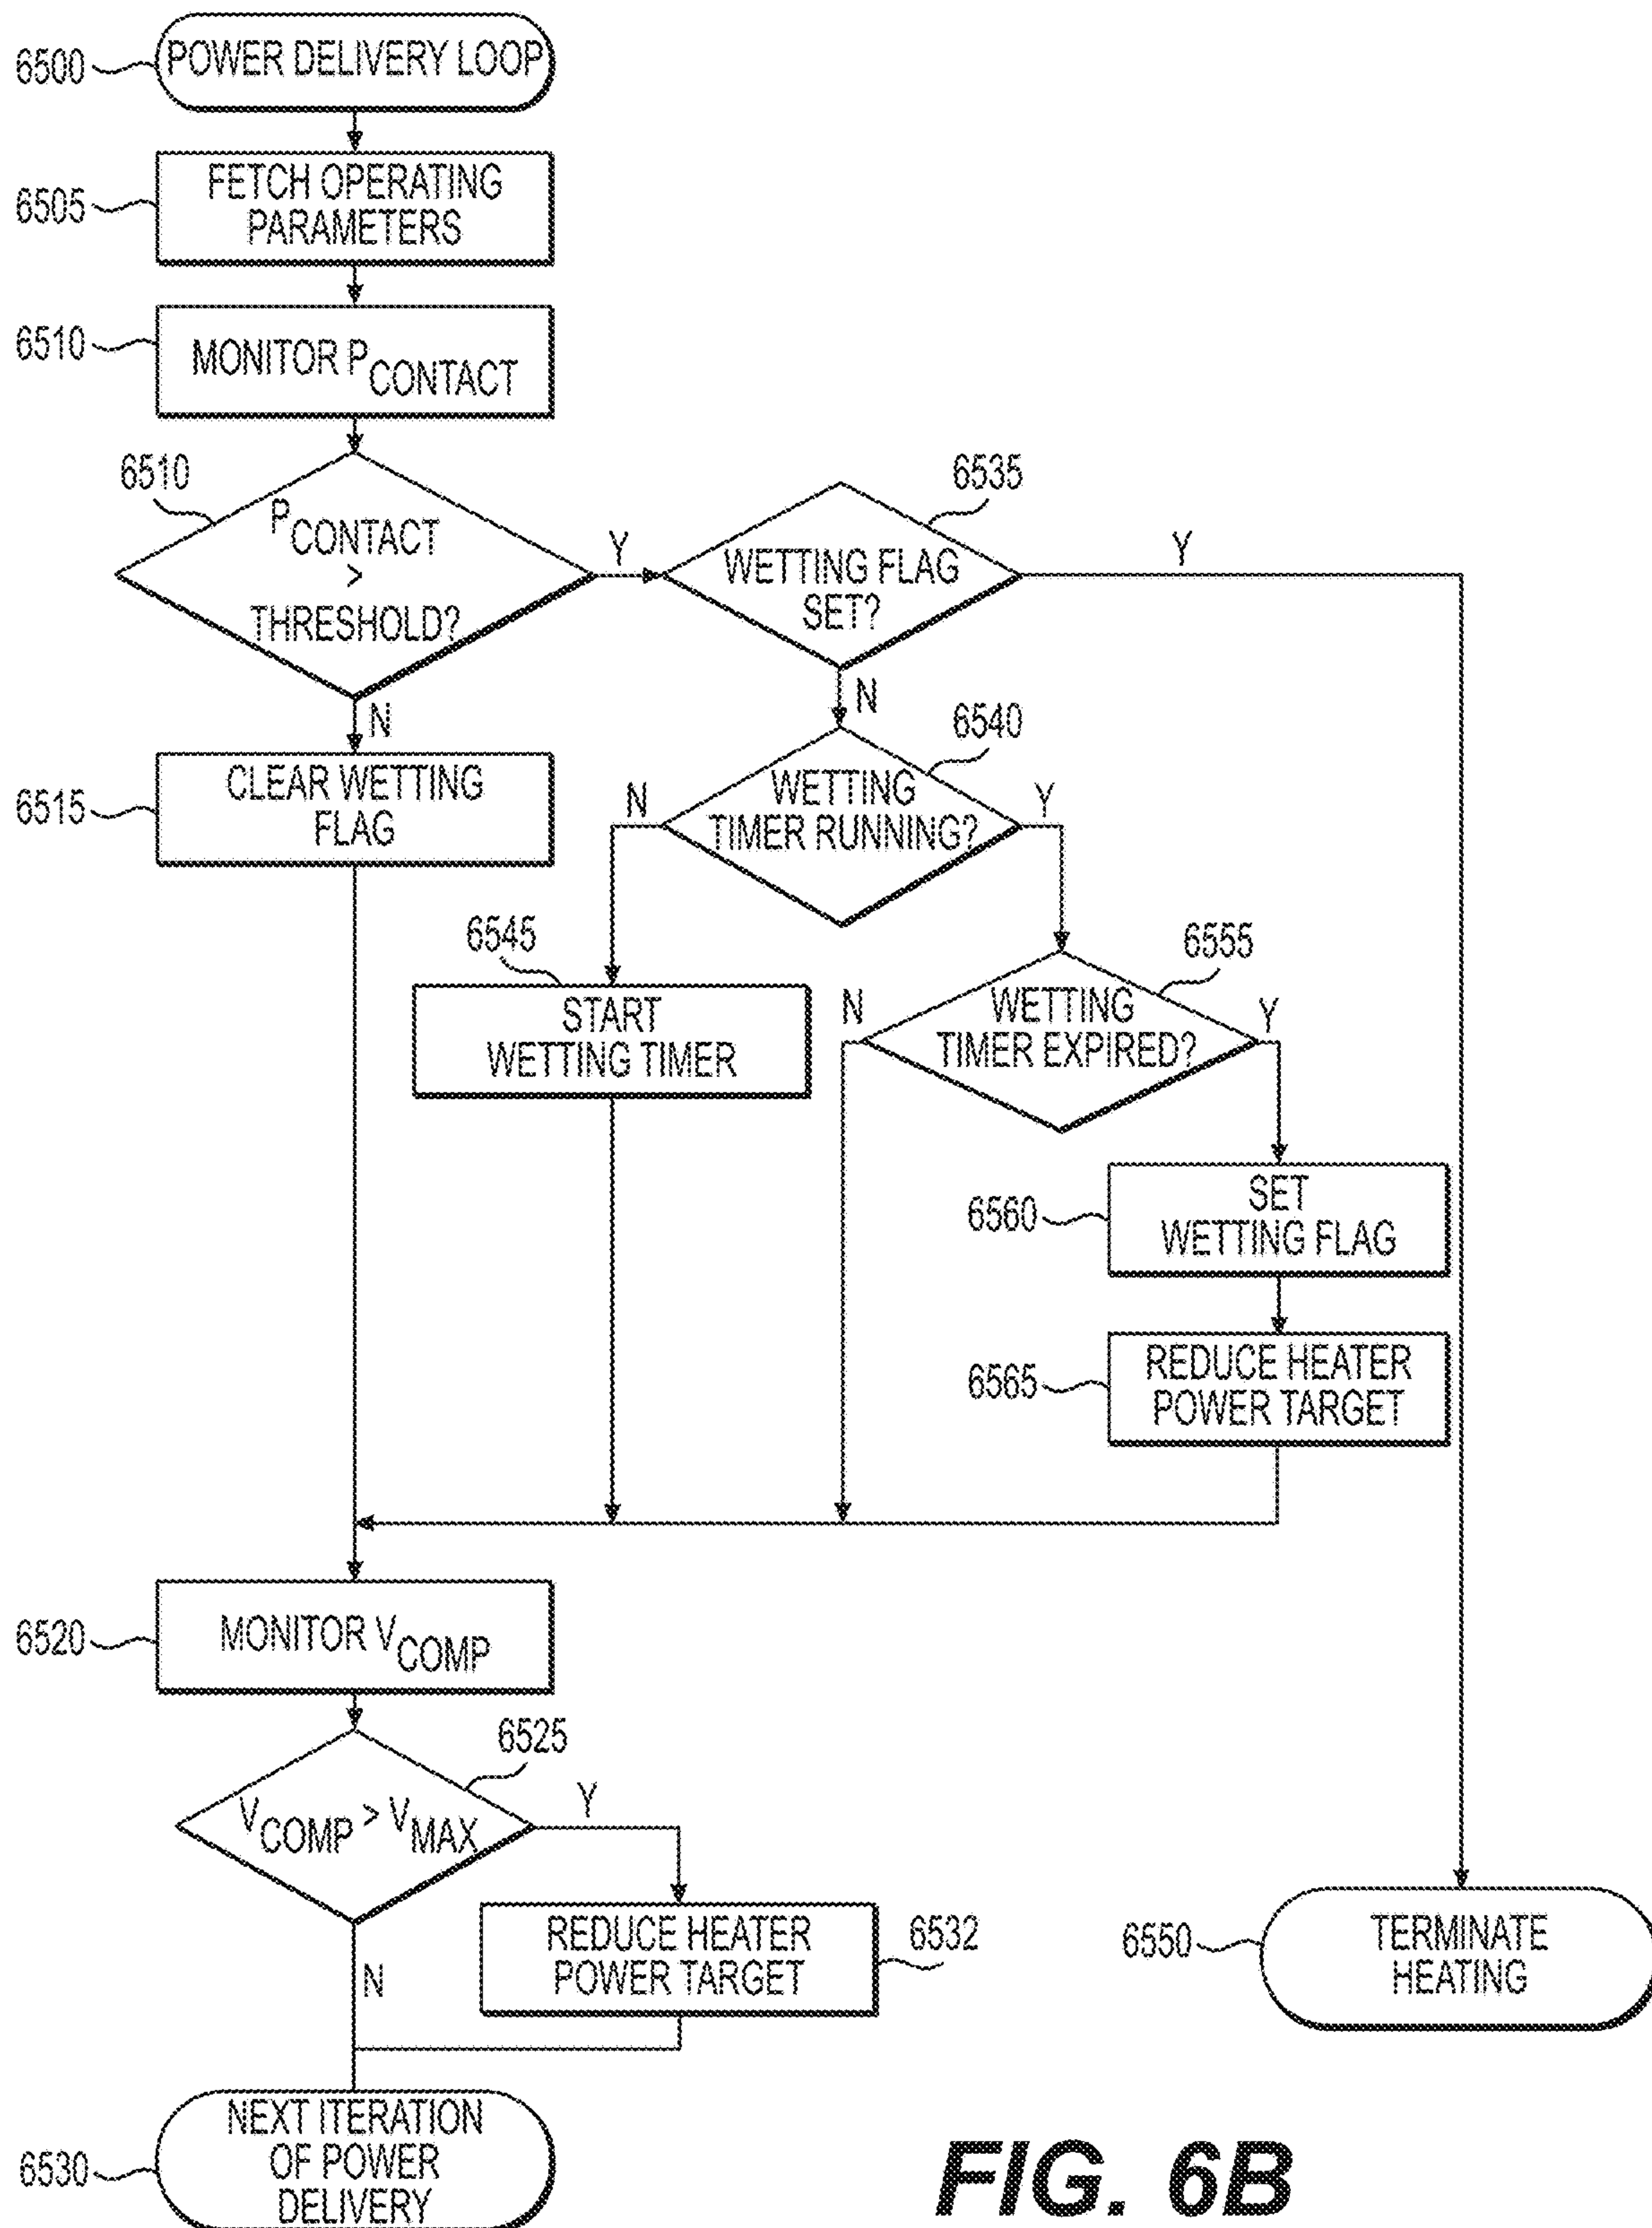 6500
POWER DELIVERY LOOP
6505
FETCH OPERATING
PARAMETERS
6510
MONITOR PCONTACT
6510
PCONTACT
>
THRESHOLD?
Y
N
6535
WETTING FLAG
SET?
Y
N
6515
CLEAR WETTING
FLAG
6540
WETTING
TIMER RUNNING?
N
Y
6545
START
WETTING TIMER
6555
WETTING
TIMER EXPIRED?
N
Y
6560
SET
WETTING FLAG
6565
REDUCE HEATER
POWER TARGET
6520
MONITOR VCOMP
6525
VCOMP > VMAX
Y
N
REDUCE HEATER
POWER TARGET
6532
6550
TERMINATE
HEATING
6530
NEXT ITERATION
OF POWER
DELIVERY
FIG. 6B